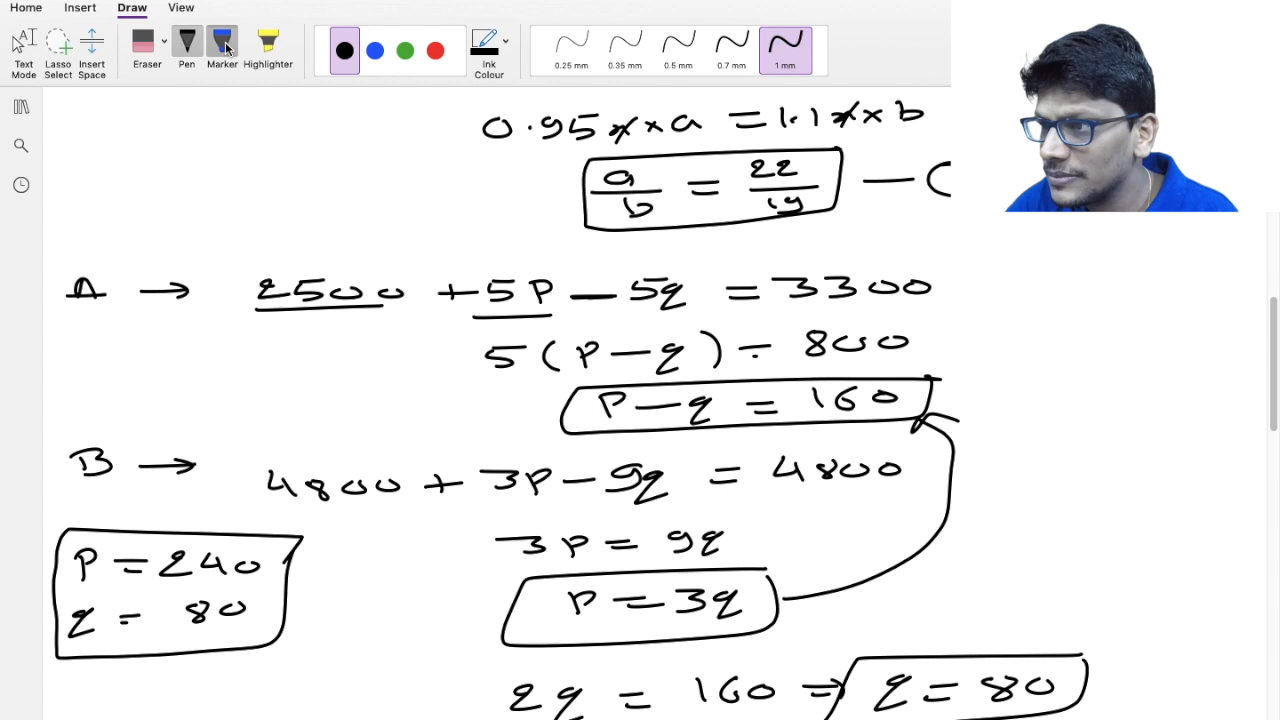 Home Insert Draw View
Text Mode Lasso Select Insert Space Eraser Pen Marker Highlighter Ink Colour 0.25 mm 0.35 mm 0.5 mm 0.7 mm 1 mm
0.95x × a = 1.1x × b
a/b = 22/19 — (
A → 2500 + 5P — 5q = 3300
5(P — q) = 800
P — q = 160
B → 4800 + 3P — 9q = 4800
3P = 9q
P = 240
q = 80
P = 3q
2q = 160 ⇒ q = 80